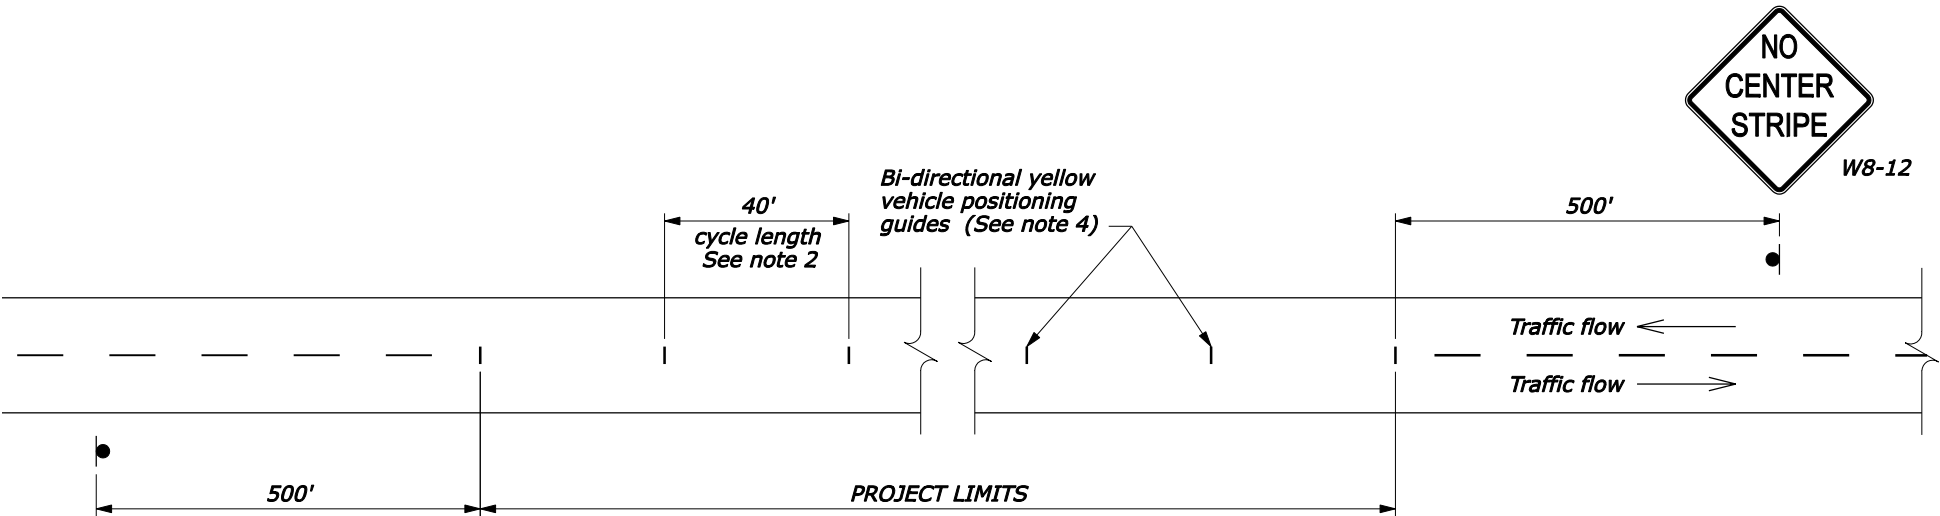 NO
CENTER
STRIPE
W8-12
Bi-directional yellow
vehicle positioning
guides (See note 4)
40'
cycle length
See note 2
500'
Traffic flow
Traffic flow
500'
PROJECT LIMITS